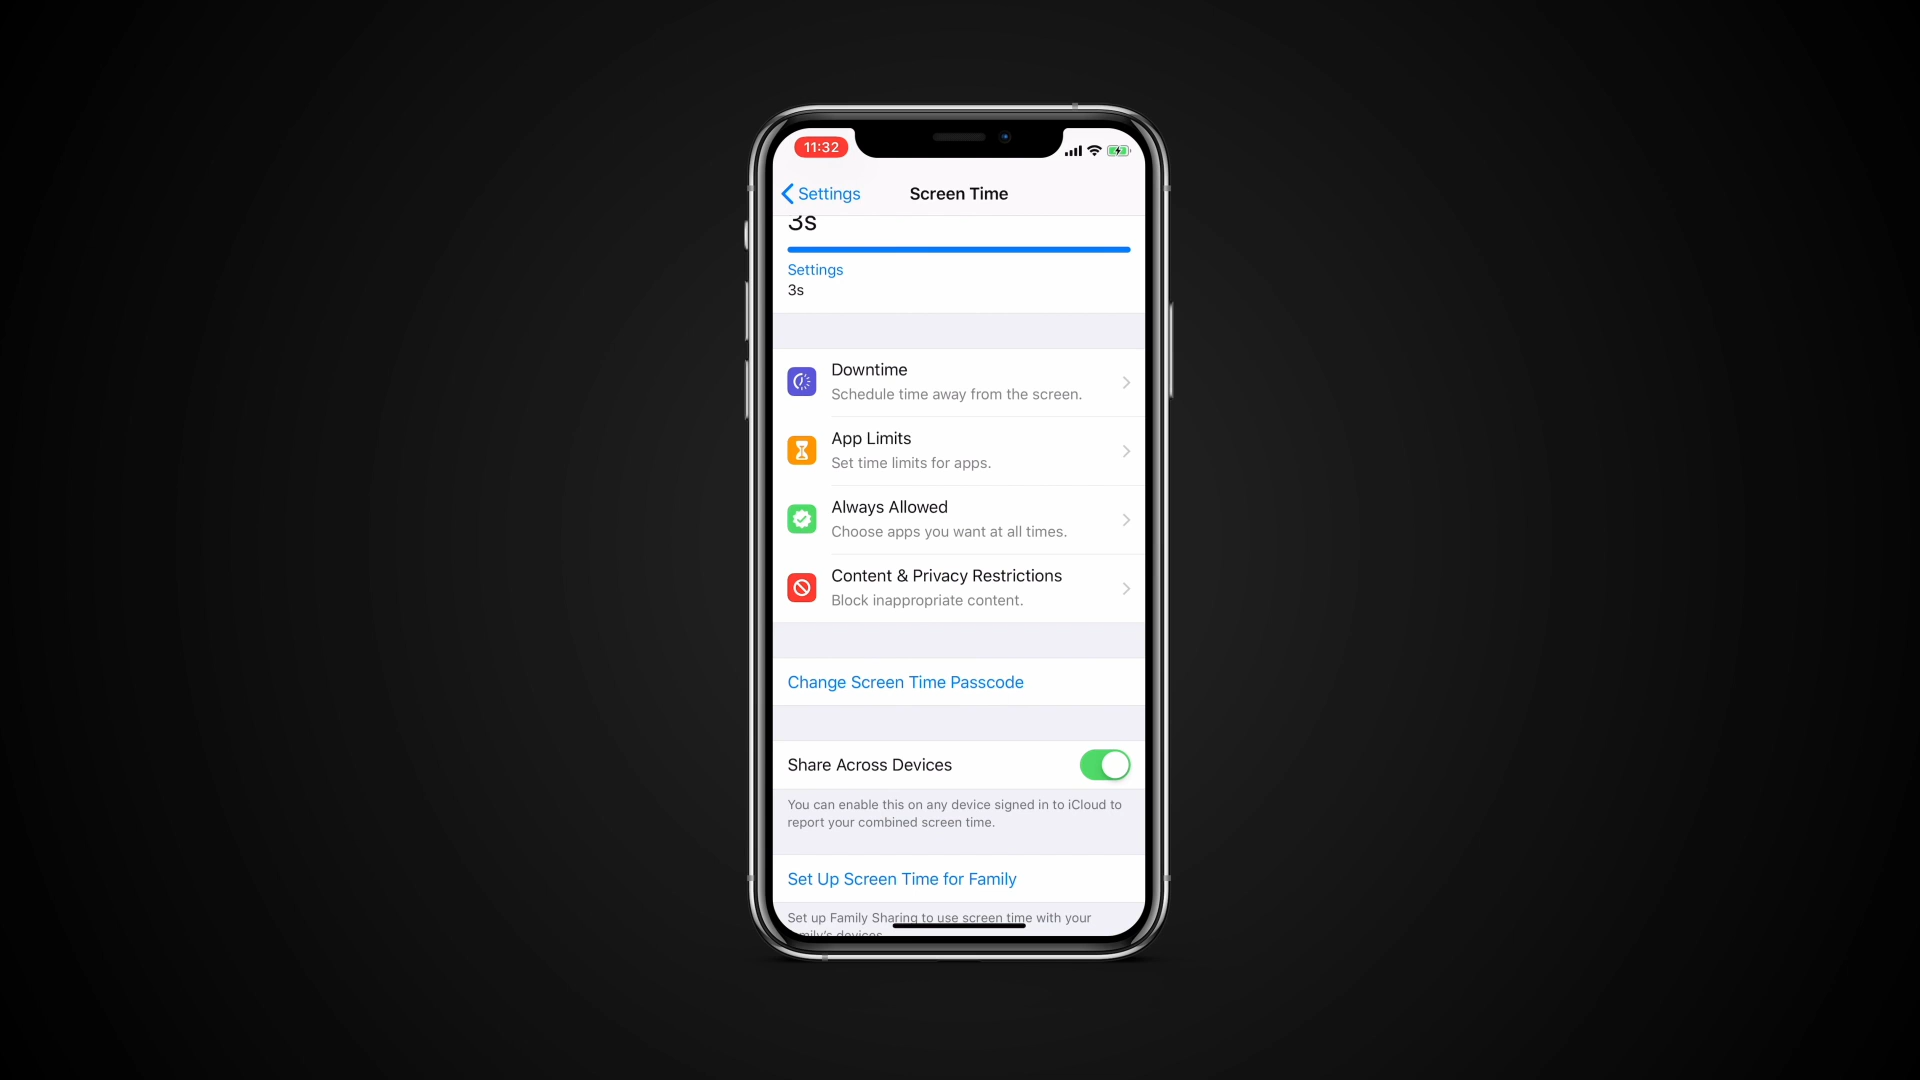 11:32
Settings
Screen Time
3s
Settings
3s
Downtime
Schedule time away from the screen.
App Limits
Set time limits for apps.
Always Allowed
Choose apps you want at all times.
Content & Privacy Restrictions
Block inappropriate content.
Change Screen Time Passcode
Share Across Devices
You can enable this on any device signed in to iCloud to
report your combined screen time.
Set Up Screen Time for Family
Set up Family Sharing to use screen time with your
family's devices.